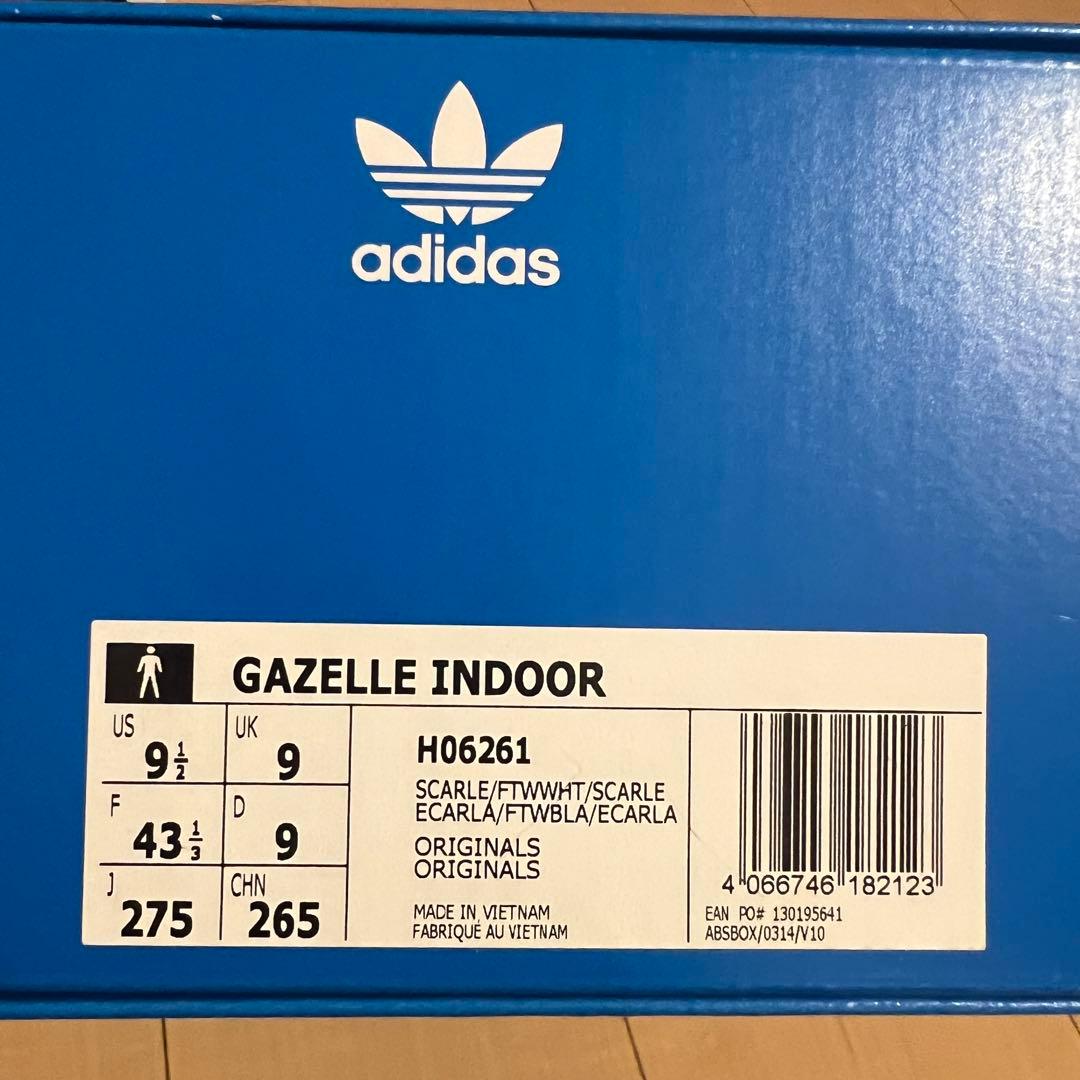 adidas
GAZELLE INDOOR
US 9 1/2
UK 9
F 43 1/3
D 9
J 275
CHN 265
H06261
SCARLE/FTWWHT/SCARLE
ECARLA/FTWBLA/ECARLA
ORIGINALS
ORIGINALS
MADE IN VIETNAM
FABRIQUÉ AU VIETNAM
4 066746 182123
EAN PO# 130195641
ABSBOX/0314/V10